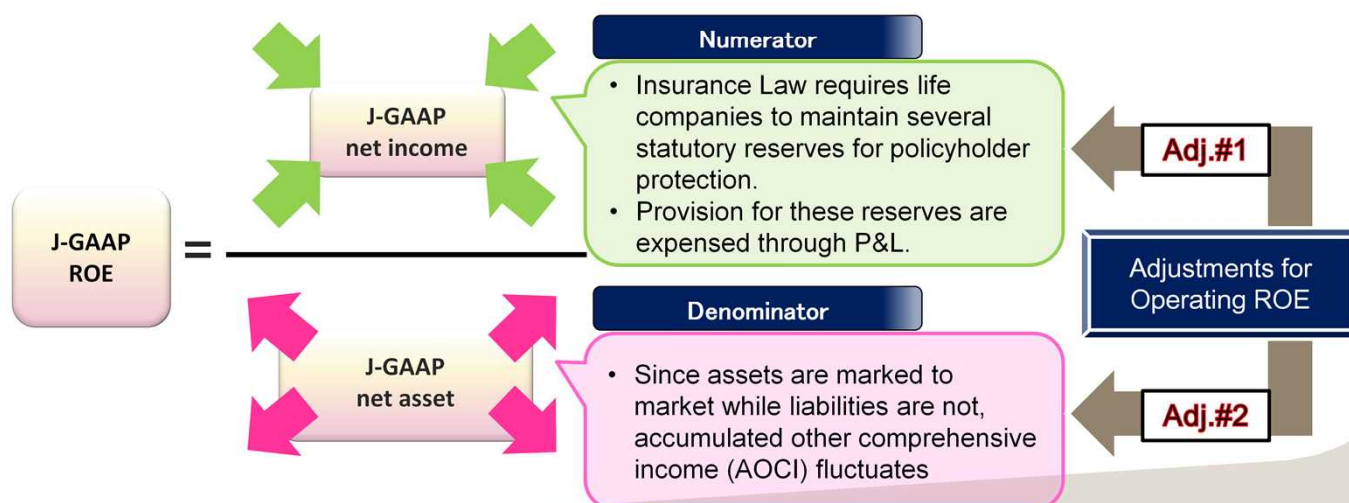 Numerator
J-GAAP
net income
• Insurance Law requires life
companies to maintain several
statutory reserves for policyholder
protection.
• Provision for these reserves are
expensed through P&L.
Adj.#1
J-GAAP
ROE
=
Adjustments for
Operating ROE
Denominator
J-GAAP
net asset
• Since assets are marked to
market while liabilities are not,
accumulated other comprehensive
income (AOCI) fluctuates
Adj.#2